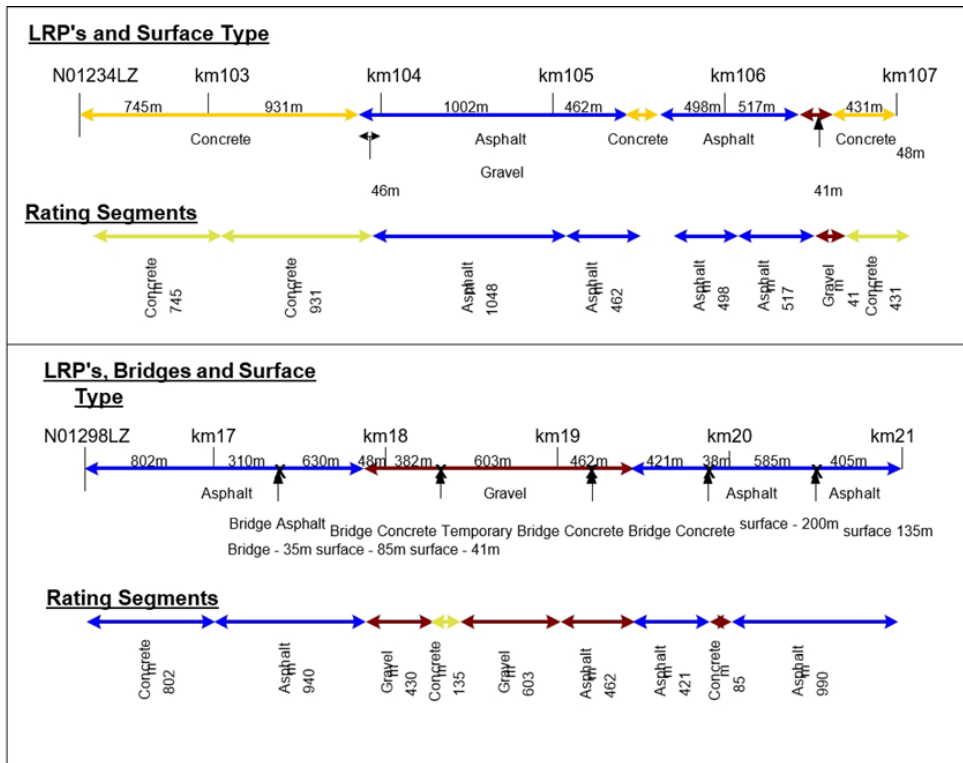 LRP's and Surface Type
N01234LZ km103 km104 km105 km106 km107
745m 931m 1002m 462m 498m 517m 431m
Concrete Asphalt Concrete Asphalt Concrete
48m
Gravel
46m 41m
Rating Segments
Concrete m 745
Concrete m 931
Asphalt m 1048
Asphalt m 462
Asphalt m 498
Asphalt m 517
Gravel m 41
Concrete m 431
LRP's, Bridges and Surface
Type
N01298LZ km17 km18 km19 km20 km21
802m 310m 630m 48m 382m 603m 462m 421m 38m 585m 405m
Asphalt Gravel Asphalt Asphalt
Bridge Asphalt Bridge Concrete Temporary Bridge Concrete Bridge Concrete surface - 200m surface 135m
Bridge - 35m surface - 85m surface - 41m
Rating Segments
Concrete m 802
Asphalt m 940
Gravel m 430
Concrete m 135
Gravel m 603
Asphalt m 462
Asphalt m 421
Concrete m 85
Asphalt m 990